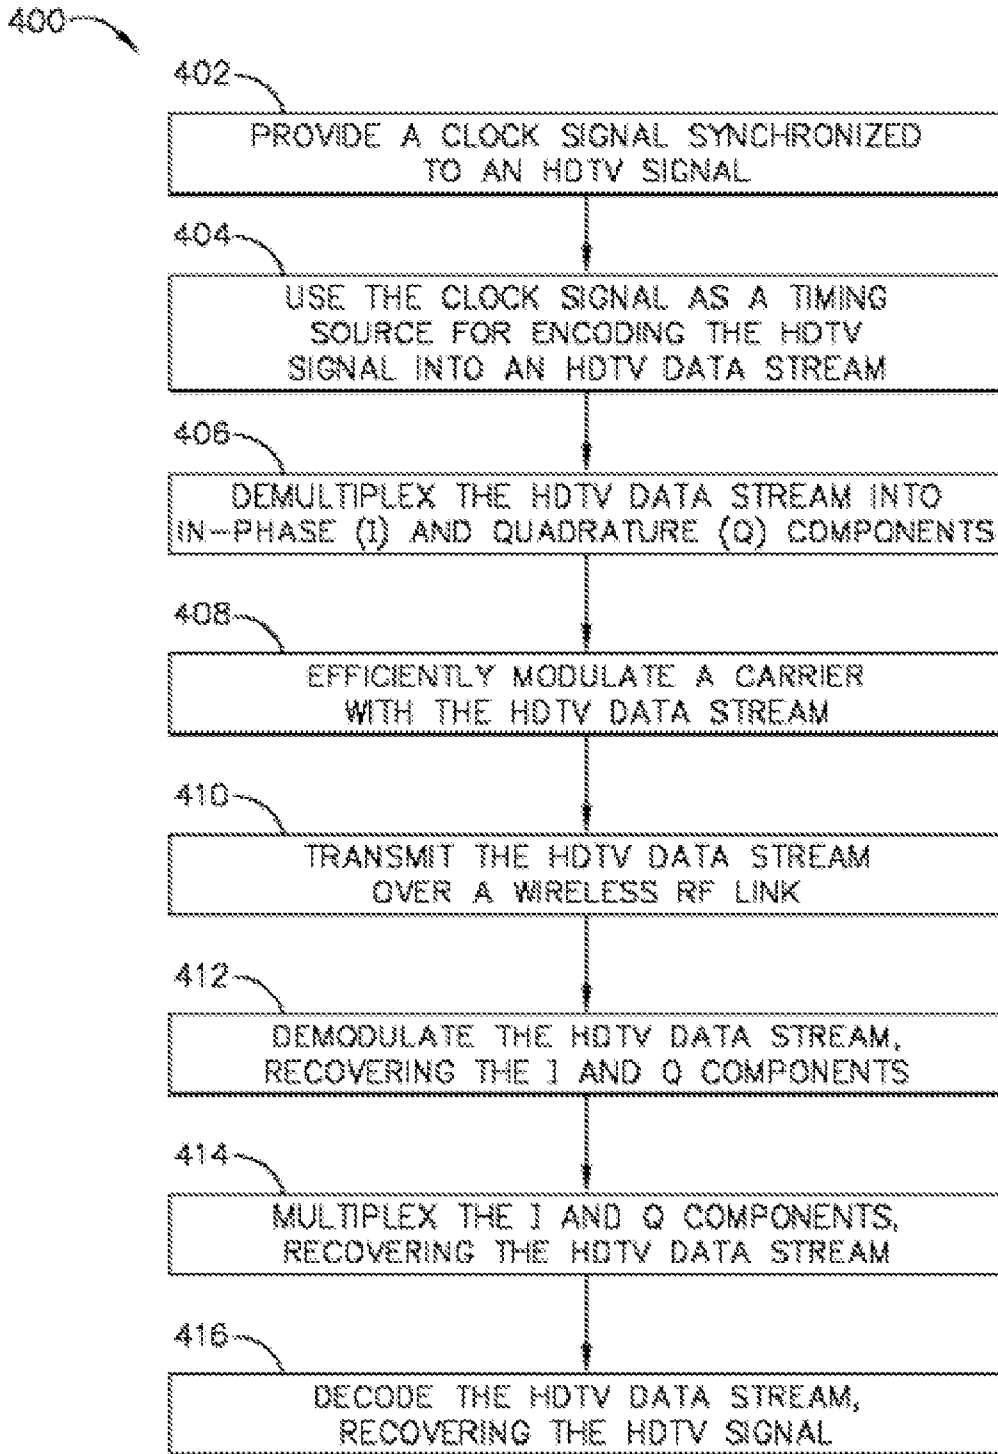 400
402
PROVIDE A CLOCK SIGNAL SYNCHRONIZED
TO AN HDTV SIGNAL
404
USE THE CLOCK SIGNAL AS A TIMING
SOURCE FOR ENCODING THE HDTV
SIGNAL INTO AN HDTV DATA STREAM
406
DEMULTIPLEX THE HDTV DATA STREAM INTO
IN-PHASE (I) AND QUADRATURE (Q) COMPONENTS
408
EFFICIENTLY MODULATE A CARRIER
WITH THE HDTV DATA STREAM
410
TRANSMIT THE HDTV DATA STREAM
OVER A WIRELESS RF LINK
412
DEMODULATE THE HDTV DATA STREAM,
RECOVERING THE I AND Q COMPONENTS
414
MULTIPLEX THE I AND Q COMPONENTS,
RECOVERING THE HDTV DATA STREAM
416
DECODE THE HDTV DATA STREAM,
RECOVERING THE HDTV SIGNAL